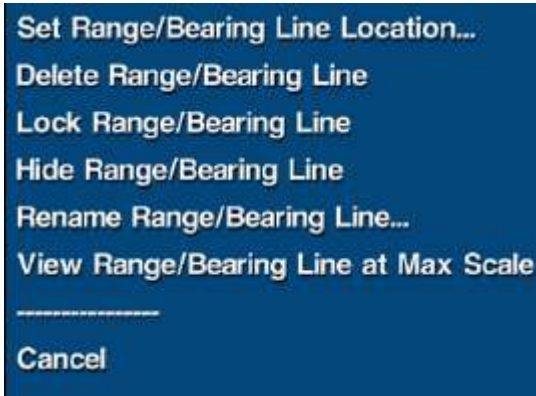 Set Range/Bearing Line Location...
Delete Range/Bearing Line
Lock Range/Bearing Line
Hide Range/Bearing Line
Rename Range/Bearing Line...
View Range/Bearing Line at Max Scale
----------------
Cancel